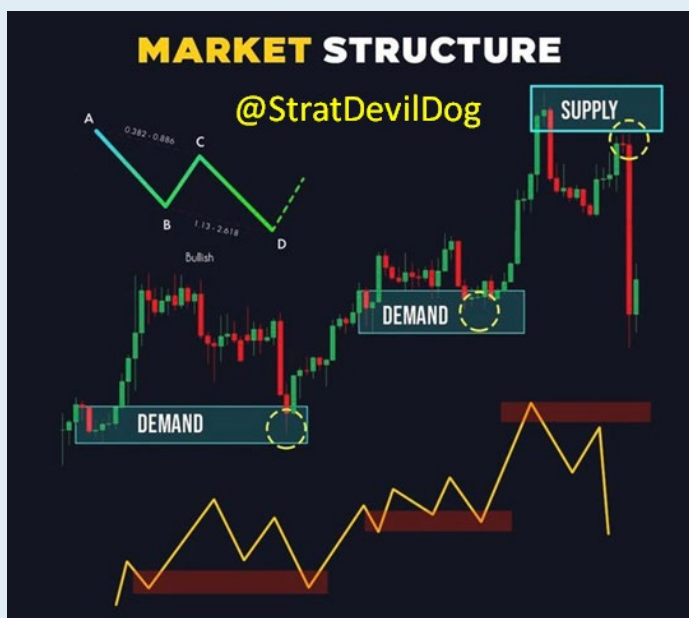 MARKET STRUCTURE
@StratDevilDog
SUPPLY
A
0.382 - 0.886
C
B
1.13 - 2.618
D
Bullish
DEMAND
DEMAND